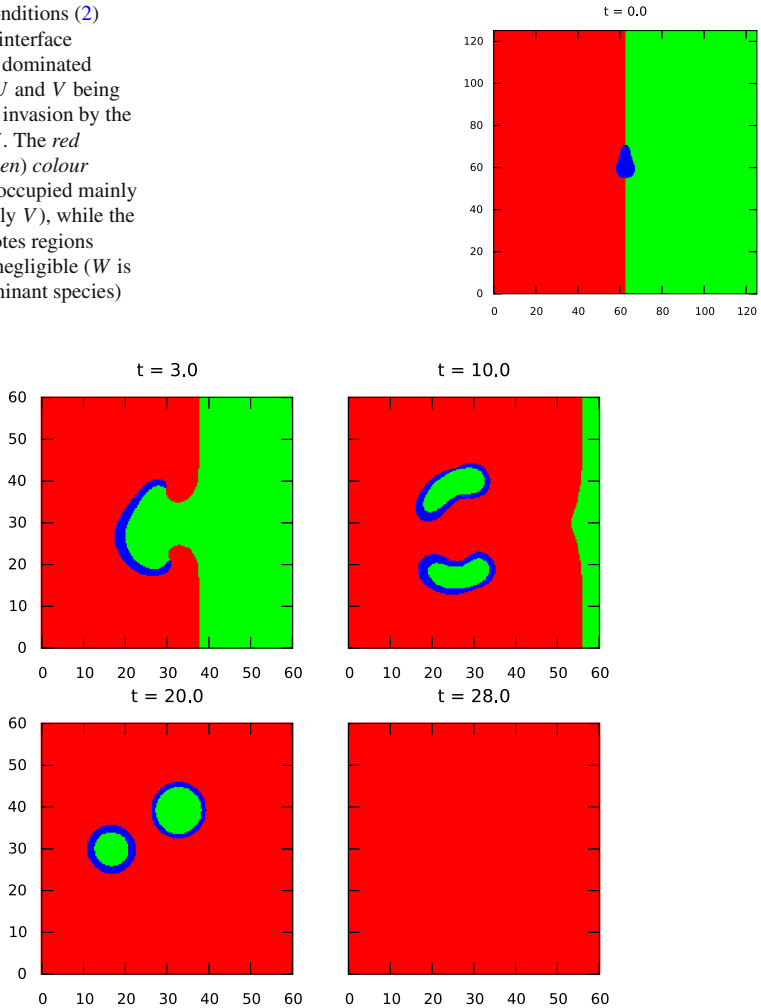 onditions (2)
interface
dominated
U and V being
invasion by the
. The red
en) colour
occupied mainly
ly V), while the
otes regions
negligible (W is
minant species)
t = 0.0
120
100
80
60
40
20
0
0 20 40 60 80 100 120
t = 3.0
60
50
40
30
20
10
0
0 10 20 30 40 50 60
t = 10.0
0 10 20 30 40 50 60
t = 20.0
60
50
40
30
20
10
0
0 10 20 30 40 50 60
t = 28.0
0 10 20 30 40 50 60